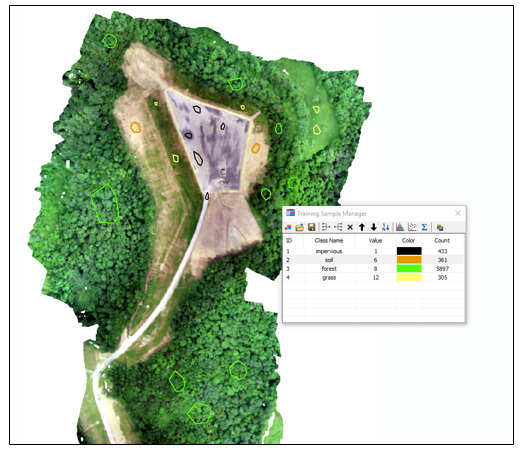 Training Sample Manager
ID Class Name Value Color Count
1 impervious 1 433
2 soil 6 361
3 forest 8 5897
4 grass 12 305